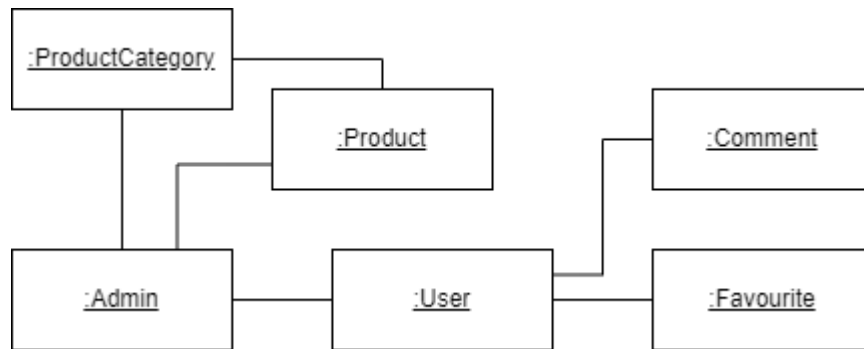 :ProductCategory
:Product
:Comment
:Admin
:User
:Favourite